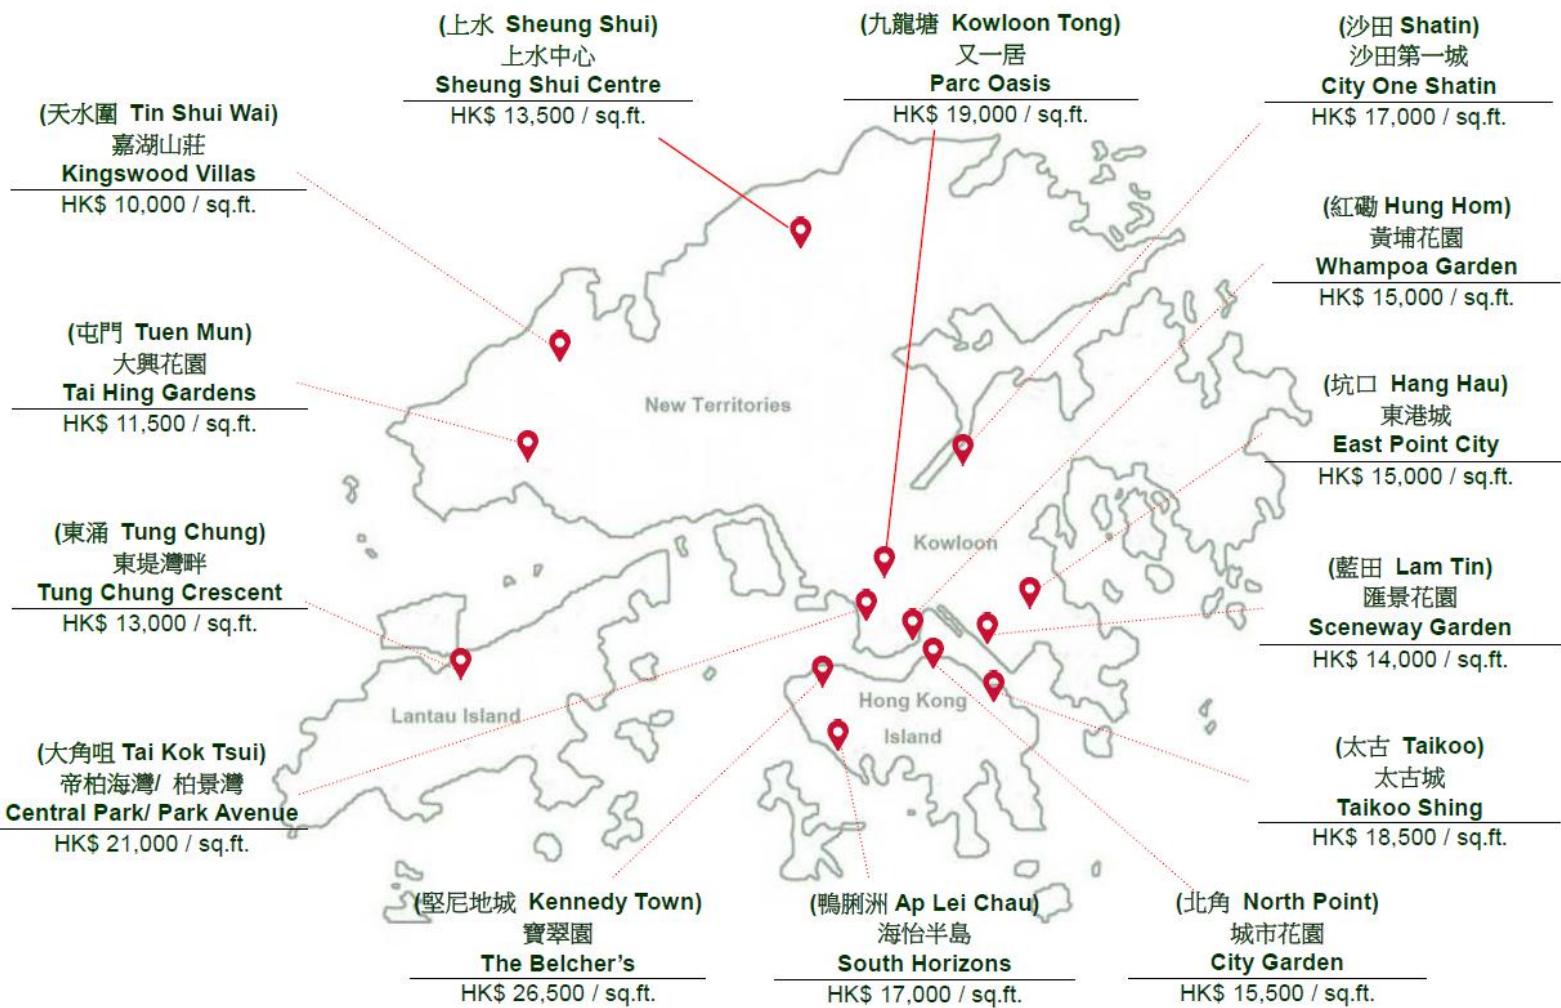 (上水 Sheung Shui)
上水中心
Sheung Shui Centre
HK$ 13,500 / sq.ft.
(九龍塘 Kowloon Tong)
又一居
Parc Oasis
HK$ 19,000 / sq.ft.
(沙田 Shatin)
沙田第一城
City One Shatin
HK$ 17,000 / sq.ft.
(天水圍 Tin Shui Wai)
嘉湖山莊
Kingswood Villas
HK$ 10,000 / sq.ft.
(紅磡 Hung Hom)
黃埔花園
Whampoa Garden
HK$ 15,000 / sq.ft.
(屯門 Tuen Mun)
大興花園
Tai Hing Gardens
HK$ 11,500 / sq.ft.
New Territories
(坑口 Hang Hau)
東港城
East Point City
HK$ 15,000 / sq.ft.
(東涌 Tung Chung)
東堤灣畔
Tung Chung Crescent
HK$ 13,000 / sq.ft.
Kowloon
(藍田 Lam Tin)
匯景花園
Sceneway Garden
HK$ 14,000 / sq.ft.
Lantau Island
Hong Kong
Island
(大角咀 Tai Kok Tsui)
帝柏海灣/ 柏景灣
Central Park/ Park Avenue
HK$ 21,000 / sq.ft.
(太古 Taikoo)
太古城
Taikoo Shing
HK$ 18,500 / sq.ft.
(堅尼地城 Kennedy Town)
寶翠園
The Belcher's
HK$ 26,500 / sq.ft.
(鴨脷洲 Ap Lei Chau)
海怡半島
South Horizons
HK$ 17,000 / sq.ft.
(北角 North Point)
城市花園
City Garden
HK$ 15,500 / sq.ft.